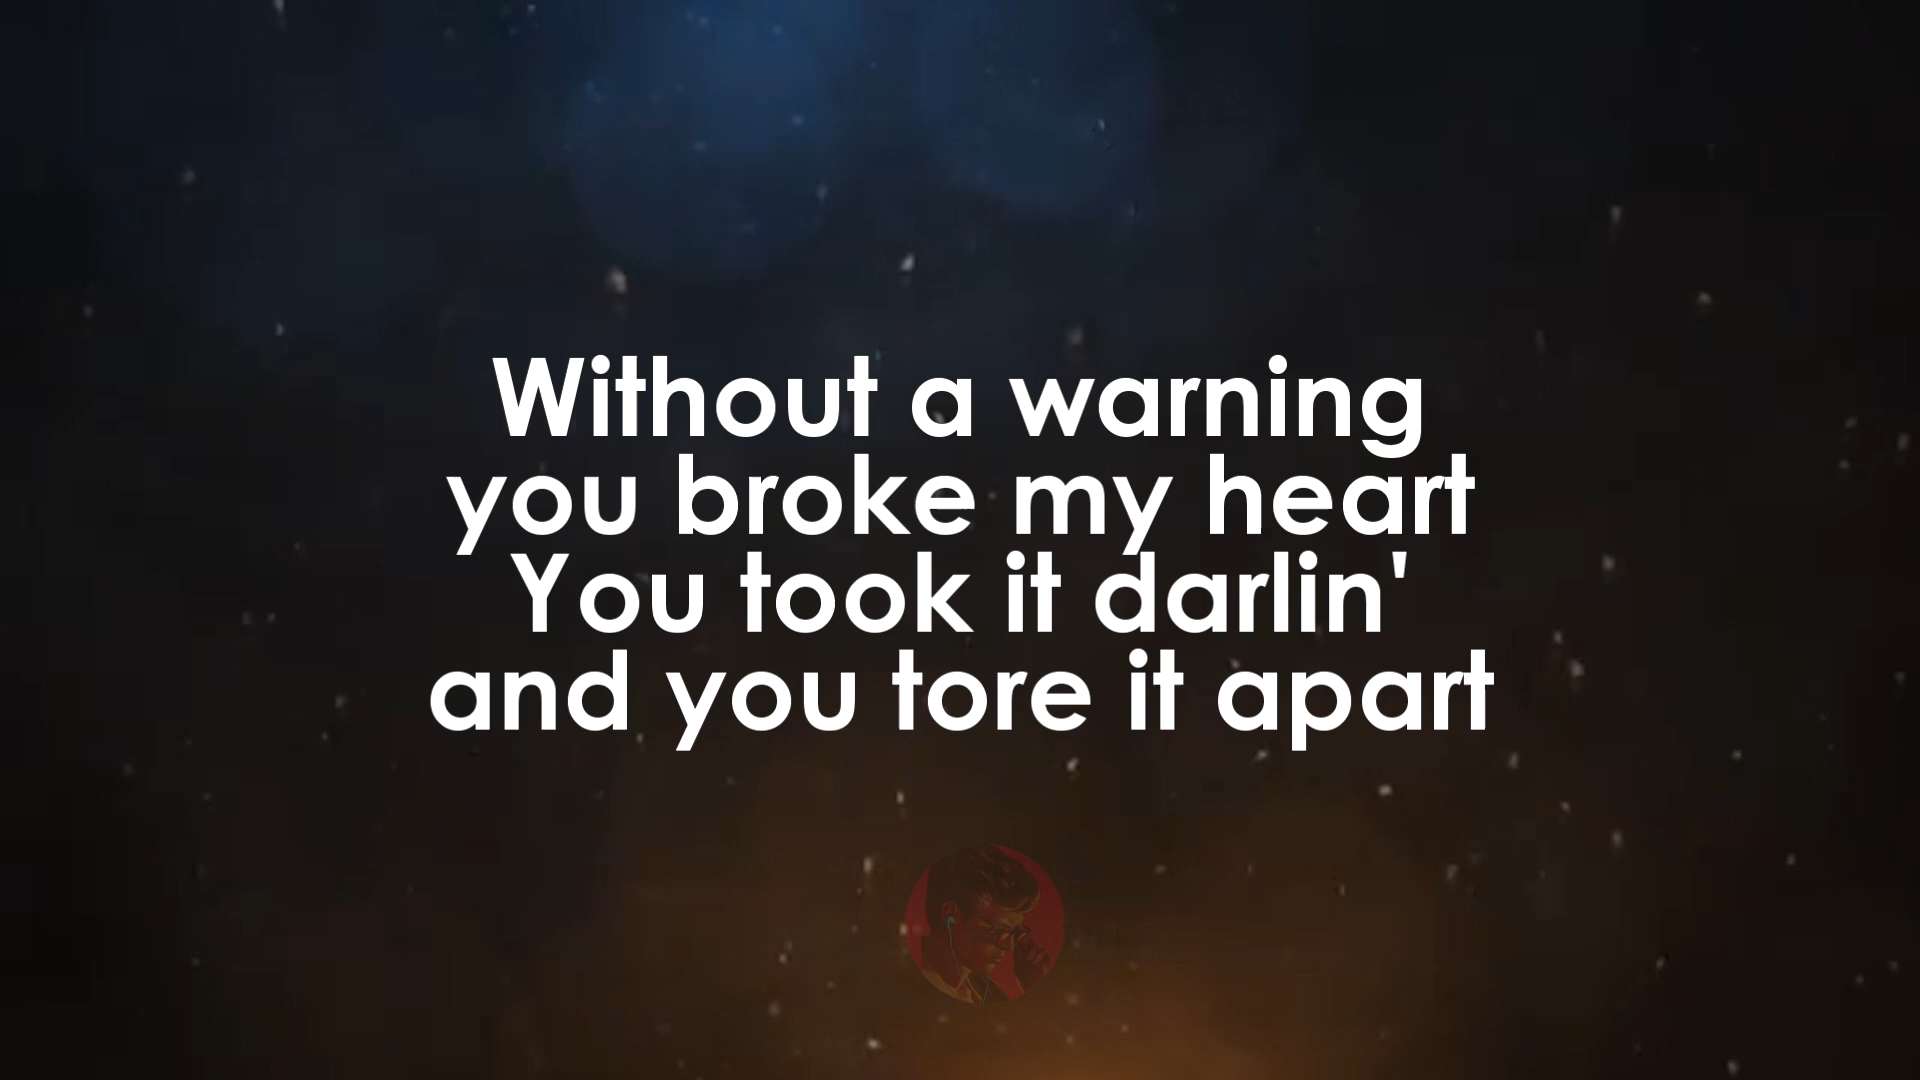 Without a warning
you broke my heart
You took it darlin'
and you tore it apart